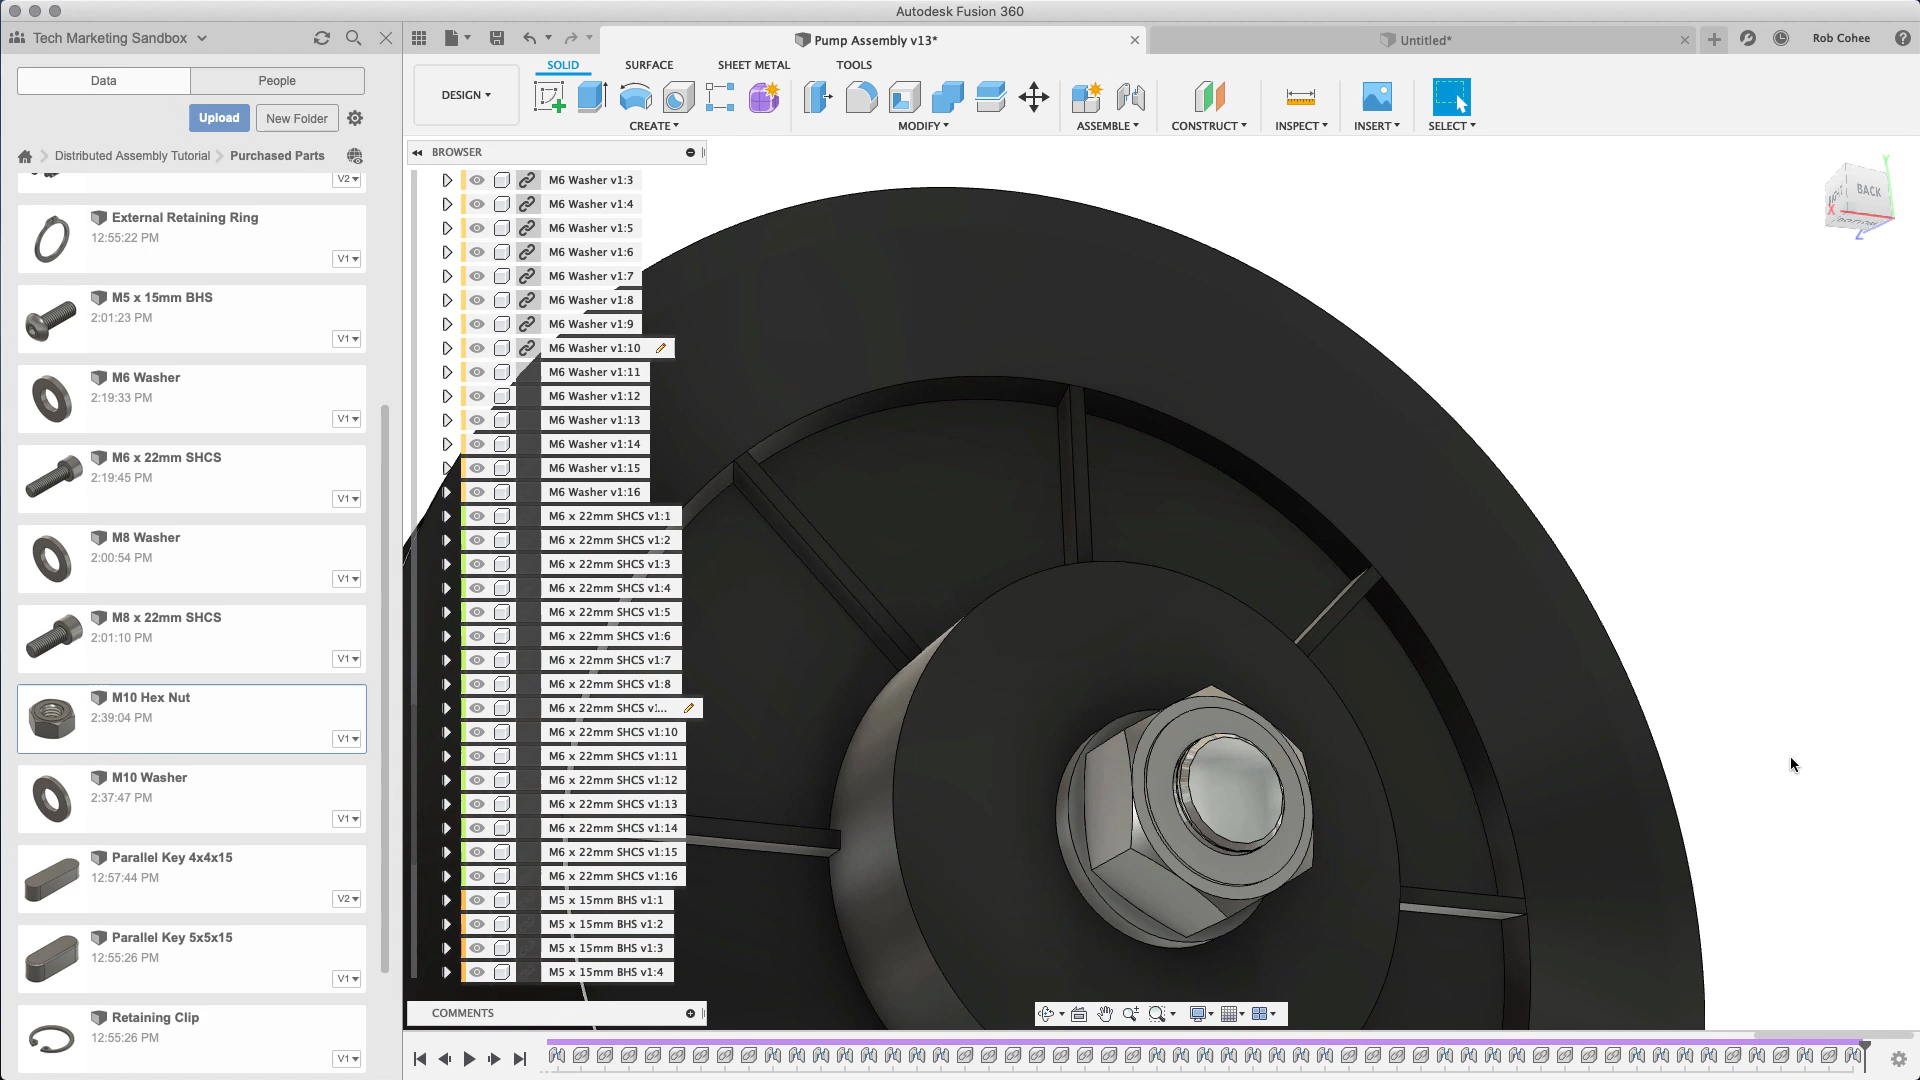 Autodesk Fusion 360
Tech Marketing Sandbox
Pump Assembly v13*
Untitled*
Rob Cohee
Data
People
Upload
New Folder
Distributed Assembly Tutorial
Purchased Parts
V2
External Retaining Ring
12:55:22 PM
V1
M5 x 15mm BHS
2:01:23 PM
V1
M6 Washer
2:19:33 PM
V1
M6 x 22mm SHCS
2:19:45 PM
V1
M8 Washer
2:00:54 PM
V1
M8 x 22mm SHCS
2:01:10 PM
V1
M10 Hex Nut
2:39:04 PM
V1
M10 Washer
2:37:47 PM
V1
Parallel Key 4x4x15
12:57:44 PM
V2
Parallel Key 5x5x15
12:55:26 PM
V1
Retaining Clip
12:55:26 PM
V1
DESIGN
SOLID
SURFACE
SHEET METAL
TOOLS
CREATE
MODIFY
ASSEMBLE
CONSTRUCT
INSPECT
INSERT
SELECT
BROWSER
M6 Washer v1:3
M6 Washer v1:4
M6 Washer v1:5
M6 Washer v1:6
M6 Washer v1:7
M6 Washer v1:8
M6 Washer v1:9
M6 Washer v1:10
M6 Washer v1:11
M6 Washer v1:12
M6 Washer v1:13
M6 Washer v1:14
M6 Washer v1:15
M6 Washer v1:16
M6 x 22mm SHCS v1:1
M6 x 22mm SHCS v1:2
M6 x 22mm SHCS v1:3
M6 x 22mm SHCS v1:4
M6 x 22mm SHCS v1:5
M6 x 22mm SHCS v1:6
M6 x 22mm SHCS v1:7
M6 x 22mm SHCS v1:8
M6 x 22mm SHCS v1:...
M6 x 22mm SHCS v1:10
M6 x 22mm SHCS v1:11
M6 x 22mm SHCS v1:12
M6 x 22mm SHCS v1:13
M6 x 22mm SHCS v1:14
M6 x 22mm SHCS v1:15
M6 x 22mm SHCS v1:16
M5 x 15mm BHS v1:1
M5 x 15mm BHS v1:2
M5 x 15mm BHS v1:3
M5 x 15mm BHS v1:4
COMMENTS
Y
BACK
X
Z